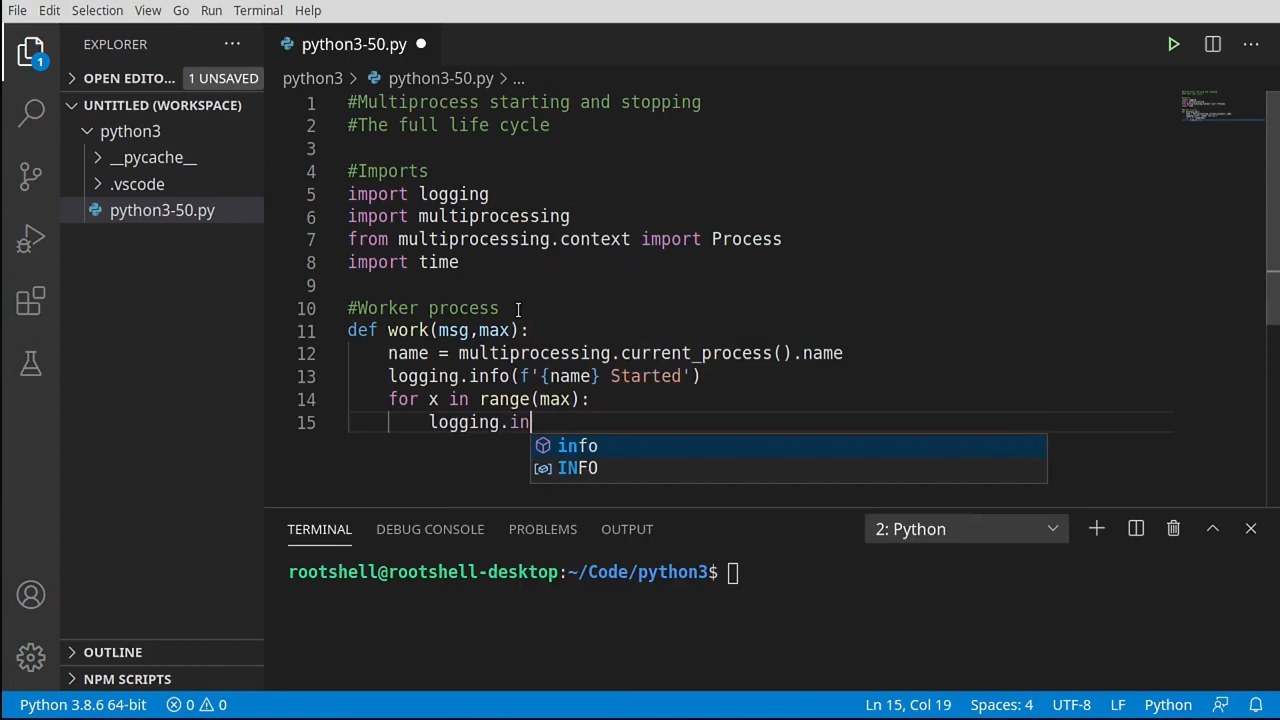 File Edit Selection View Go Run Terminal Help
EXPLORER
python3-50.py
1
OPEN EDITO... 1 UNSAVED
python3 > python3-50.py > ...
UNTITLED (WORKSPACE)
python3
__pycache__
.vscode
python3-50.py
1 #Multiprocess starting and stopping
2 #The full life cycle
3
4 #Imports
5 import logging
6 import multiprocessing
7 from multiprocessing.context import Process
8 import time
9
10 #Worker process
11 def work(msg,max):
12 name = multiprocessing.current_process().name
13 logging.info(f'{name} Started')
14 for x in range(max):
15 logging.in
info
INFO
TERMINAL DEBUG CONSOLE PROBLEMS OUTPUT 2: Python
rootshell@rootshell-desktop:~/Code/python3$
OUTLINE
NPM SCRIPTS
Python 3.8.6 64-bit 0 0 Ln 15, Col 19 Spaces: 4 UTF-8 LF Python